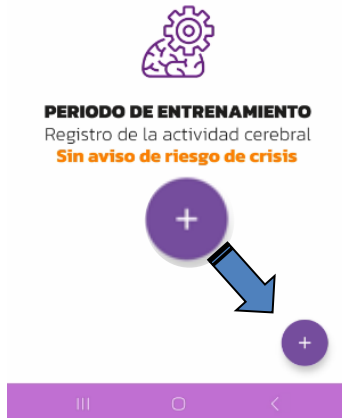 PERIODO DE ENTRENAMIENTO
Registro de la actividad cerebral
Sin aviso de riesgo de crisis
+
+